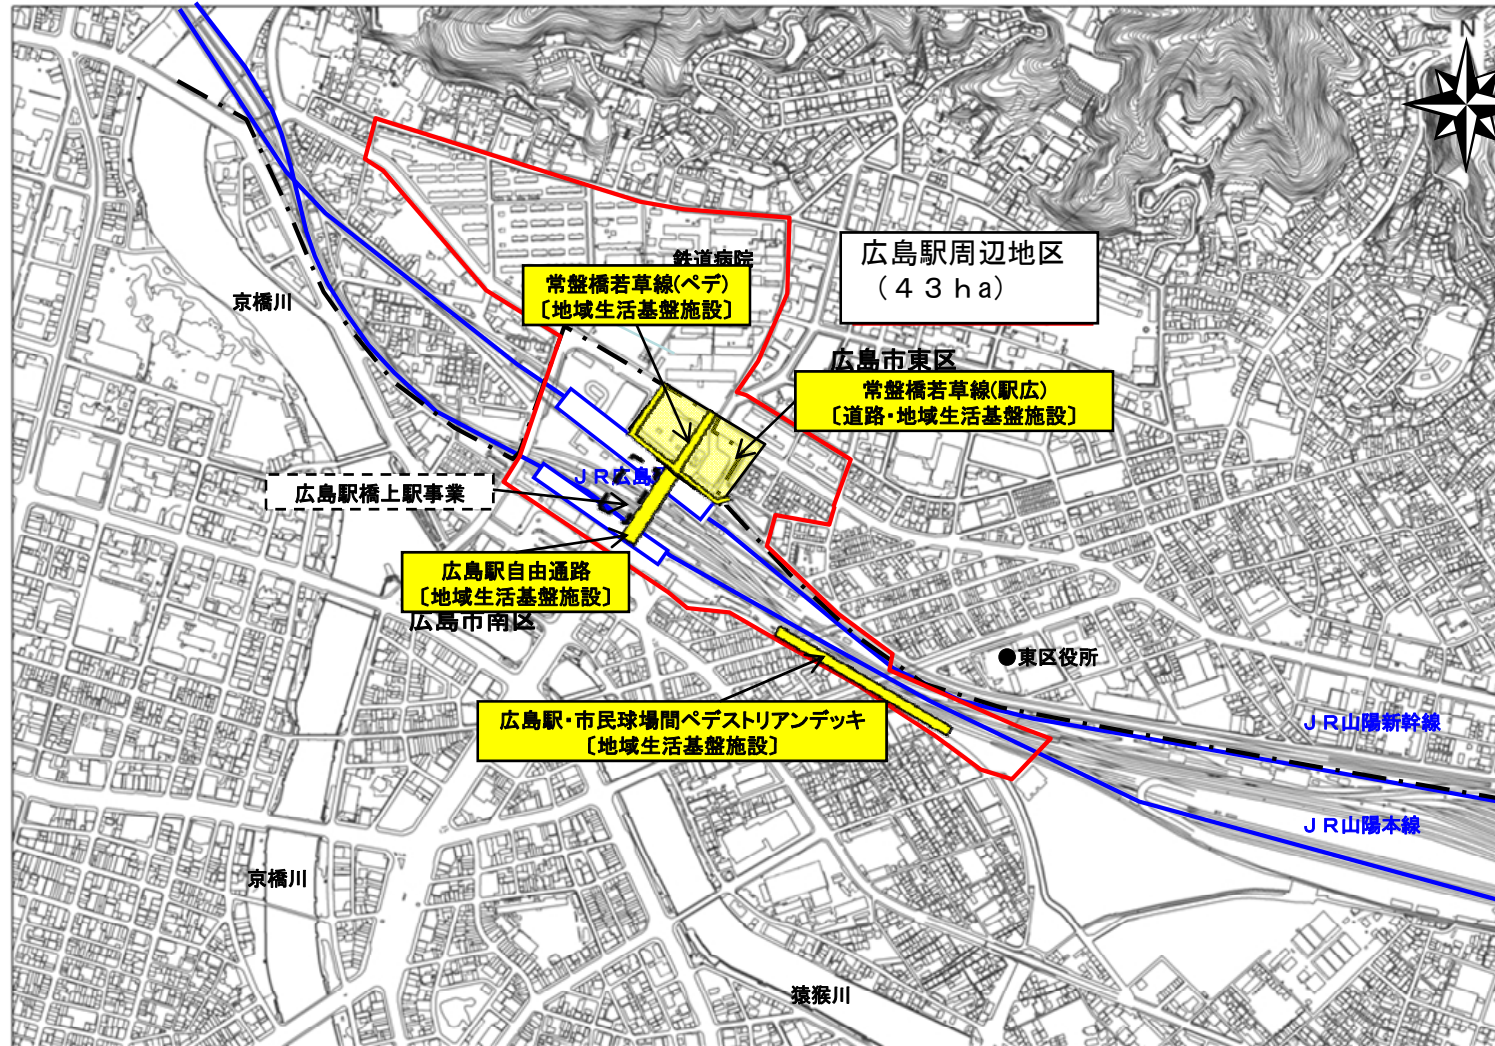 N
鉄道病院
広島駅周辺地区
（４３ｈa）
常盤橋若草線(ペデ)
〔地域生活基盤施設〕
京橋川
広島市東区
常盤橋若草線(駅広)
〔道路・地域生活基盤施設〕
ＪＲ広島
広島駅橋上駅事業
広島駅自由通路
〔地域生活基盤施設〕
広島市南区
●東区役所
広島駅・市民球場間ペデストリアンデッキ
〔地域生活基盤施設〕
ＪＲ山陽新幹線
ＪＲ山陽本線
京橋川
猿猴川